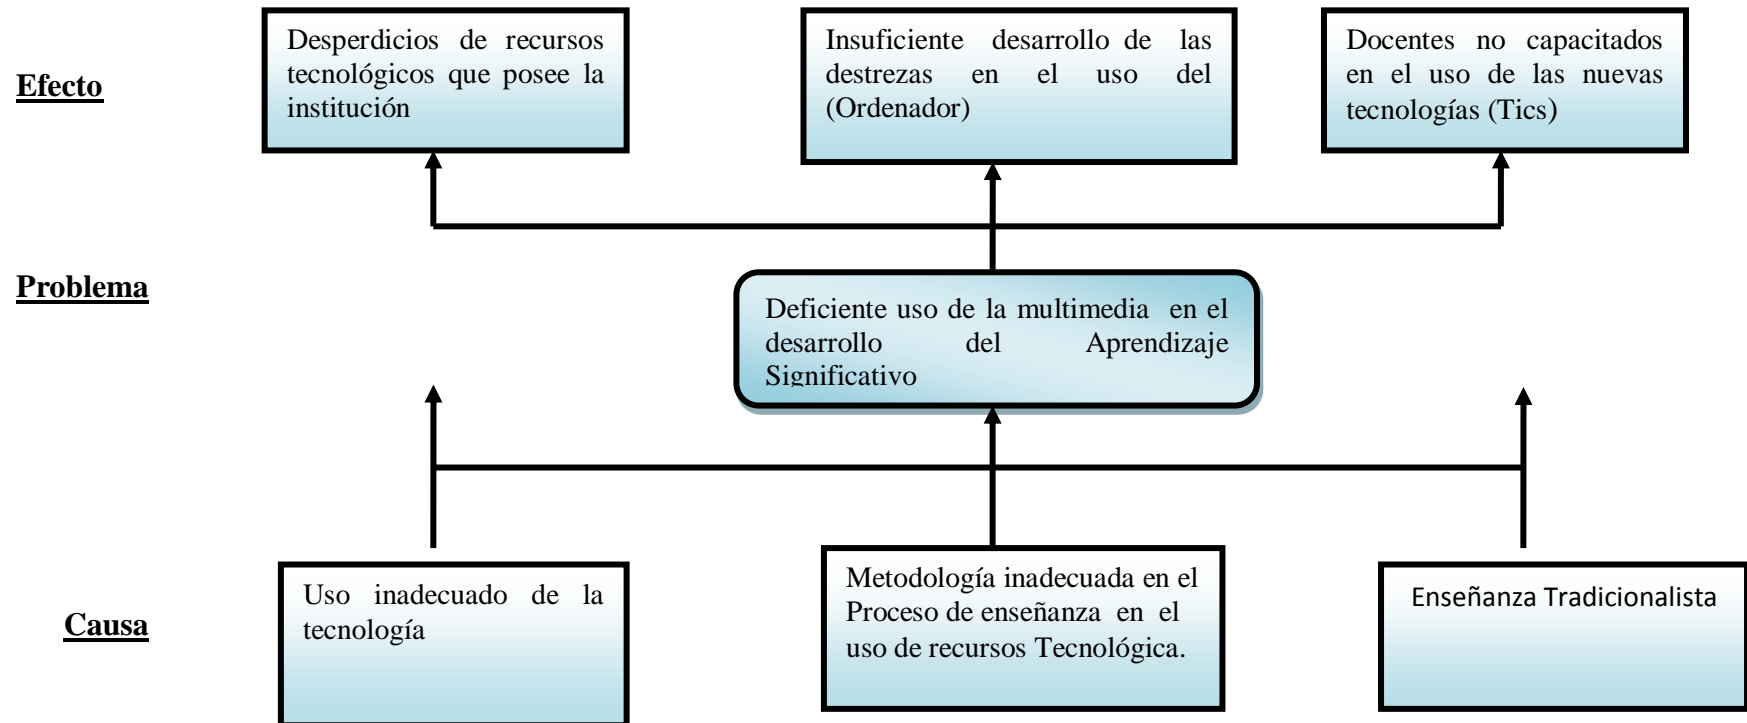 Efecto
Desperdicios de recursos
tecnológicos que posee la
institución
Insuficiente desarrollo de las
destrezas en el uso del
(Ordenador)
Docentes no capacitados
en el uso de las nuevas
tecnologías (Tics)
Problema
Deficiente uso de la multimedia en el
desarrollo del Aprendizaje
Significativo
Causa
Uso inadecuado de la
tecnología
Metodología inadecuada en el
Proceso de enseñanza en el
uso de recursos Tecnológica.
Enseñanza Tradicionalista